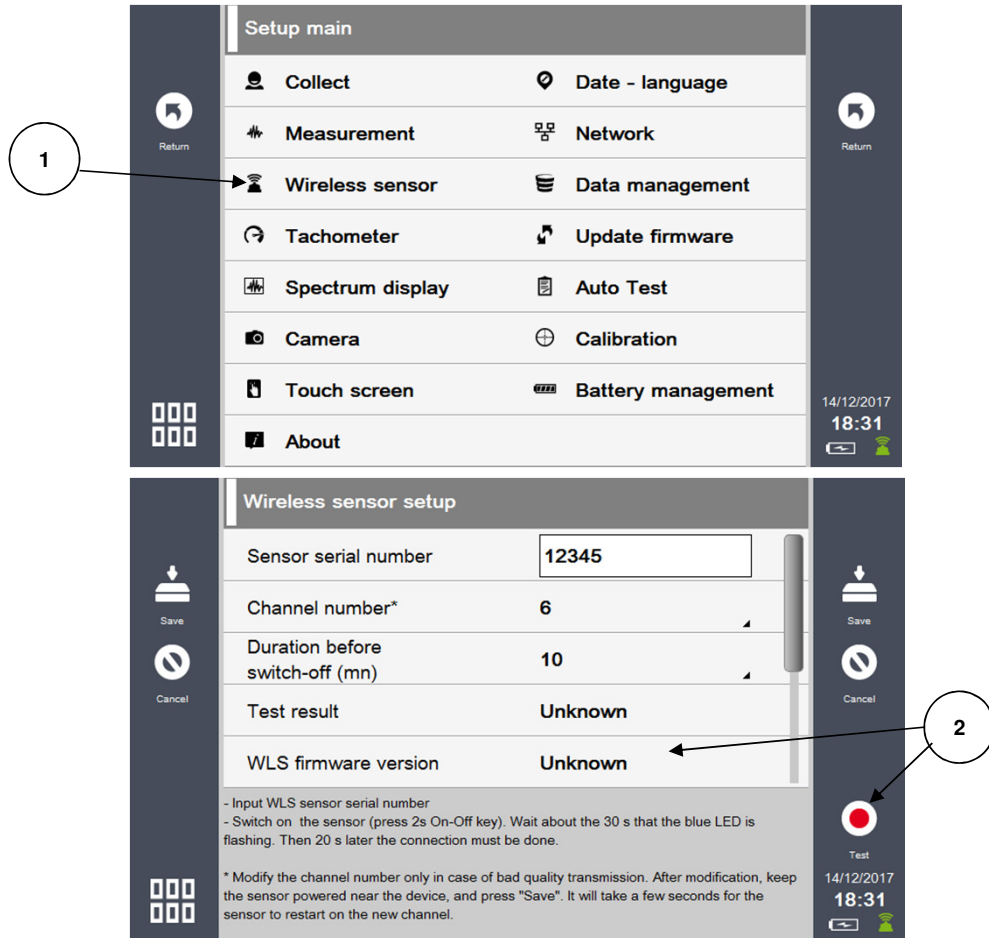 Setup main
Collect
Date - language
Return
Measurement
Network
Return
1
Wireless sensor
Data management
Tachometer
Update firmware
Spectrum display
Auto Test
Camera
Calibration
Touch screen
Battery management
About
14/12/2017
18:31
Wireless sensor setup
Sensor serial number
12345
Save
Channel number*
6
Save
Duration before
switch-off (mn)
10
Cancel
Test result
Unknown
Cancel
2
WLS firmware version
Unknown
- Input WLS sensor serial number
- Switch on the sensor (press 2s On-Off key). Wait about the 30 s that the blue LED is
flashing. Then 20 s later the connection must be done.
* Modify the channel number only in case of bad quality transmission. After modification, keep
the sensor powered near the device, and press "Save". It will take a few seconds for the
sensor to restart on the new channel.
Test
14/12/2017
18:31